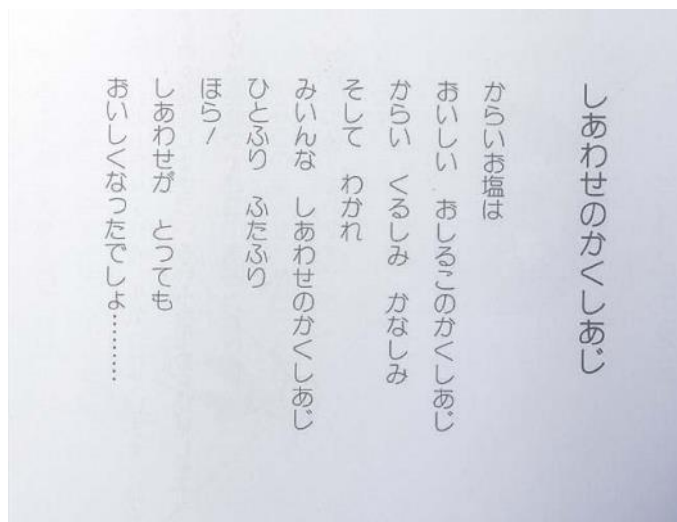 しあわせのかくしあじ
からいお塩は
おいしい　おしるこのかくしあじ
からい　くるしみ　かなしみ
そして　わかれ
みいんな　しあわせのかくしあじ
ひとふり　ふたふり
ほら！
しあわせが　とっても
おいしくなったでしょ………